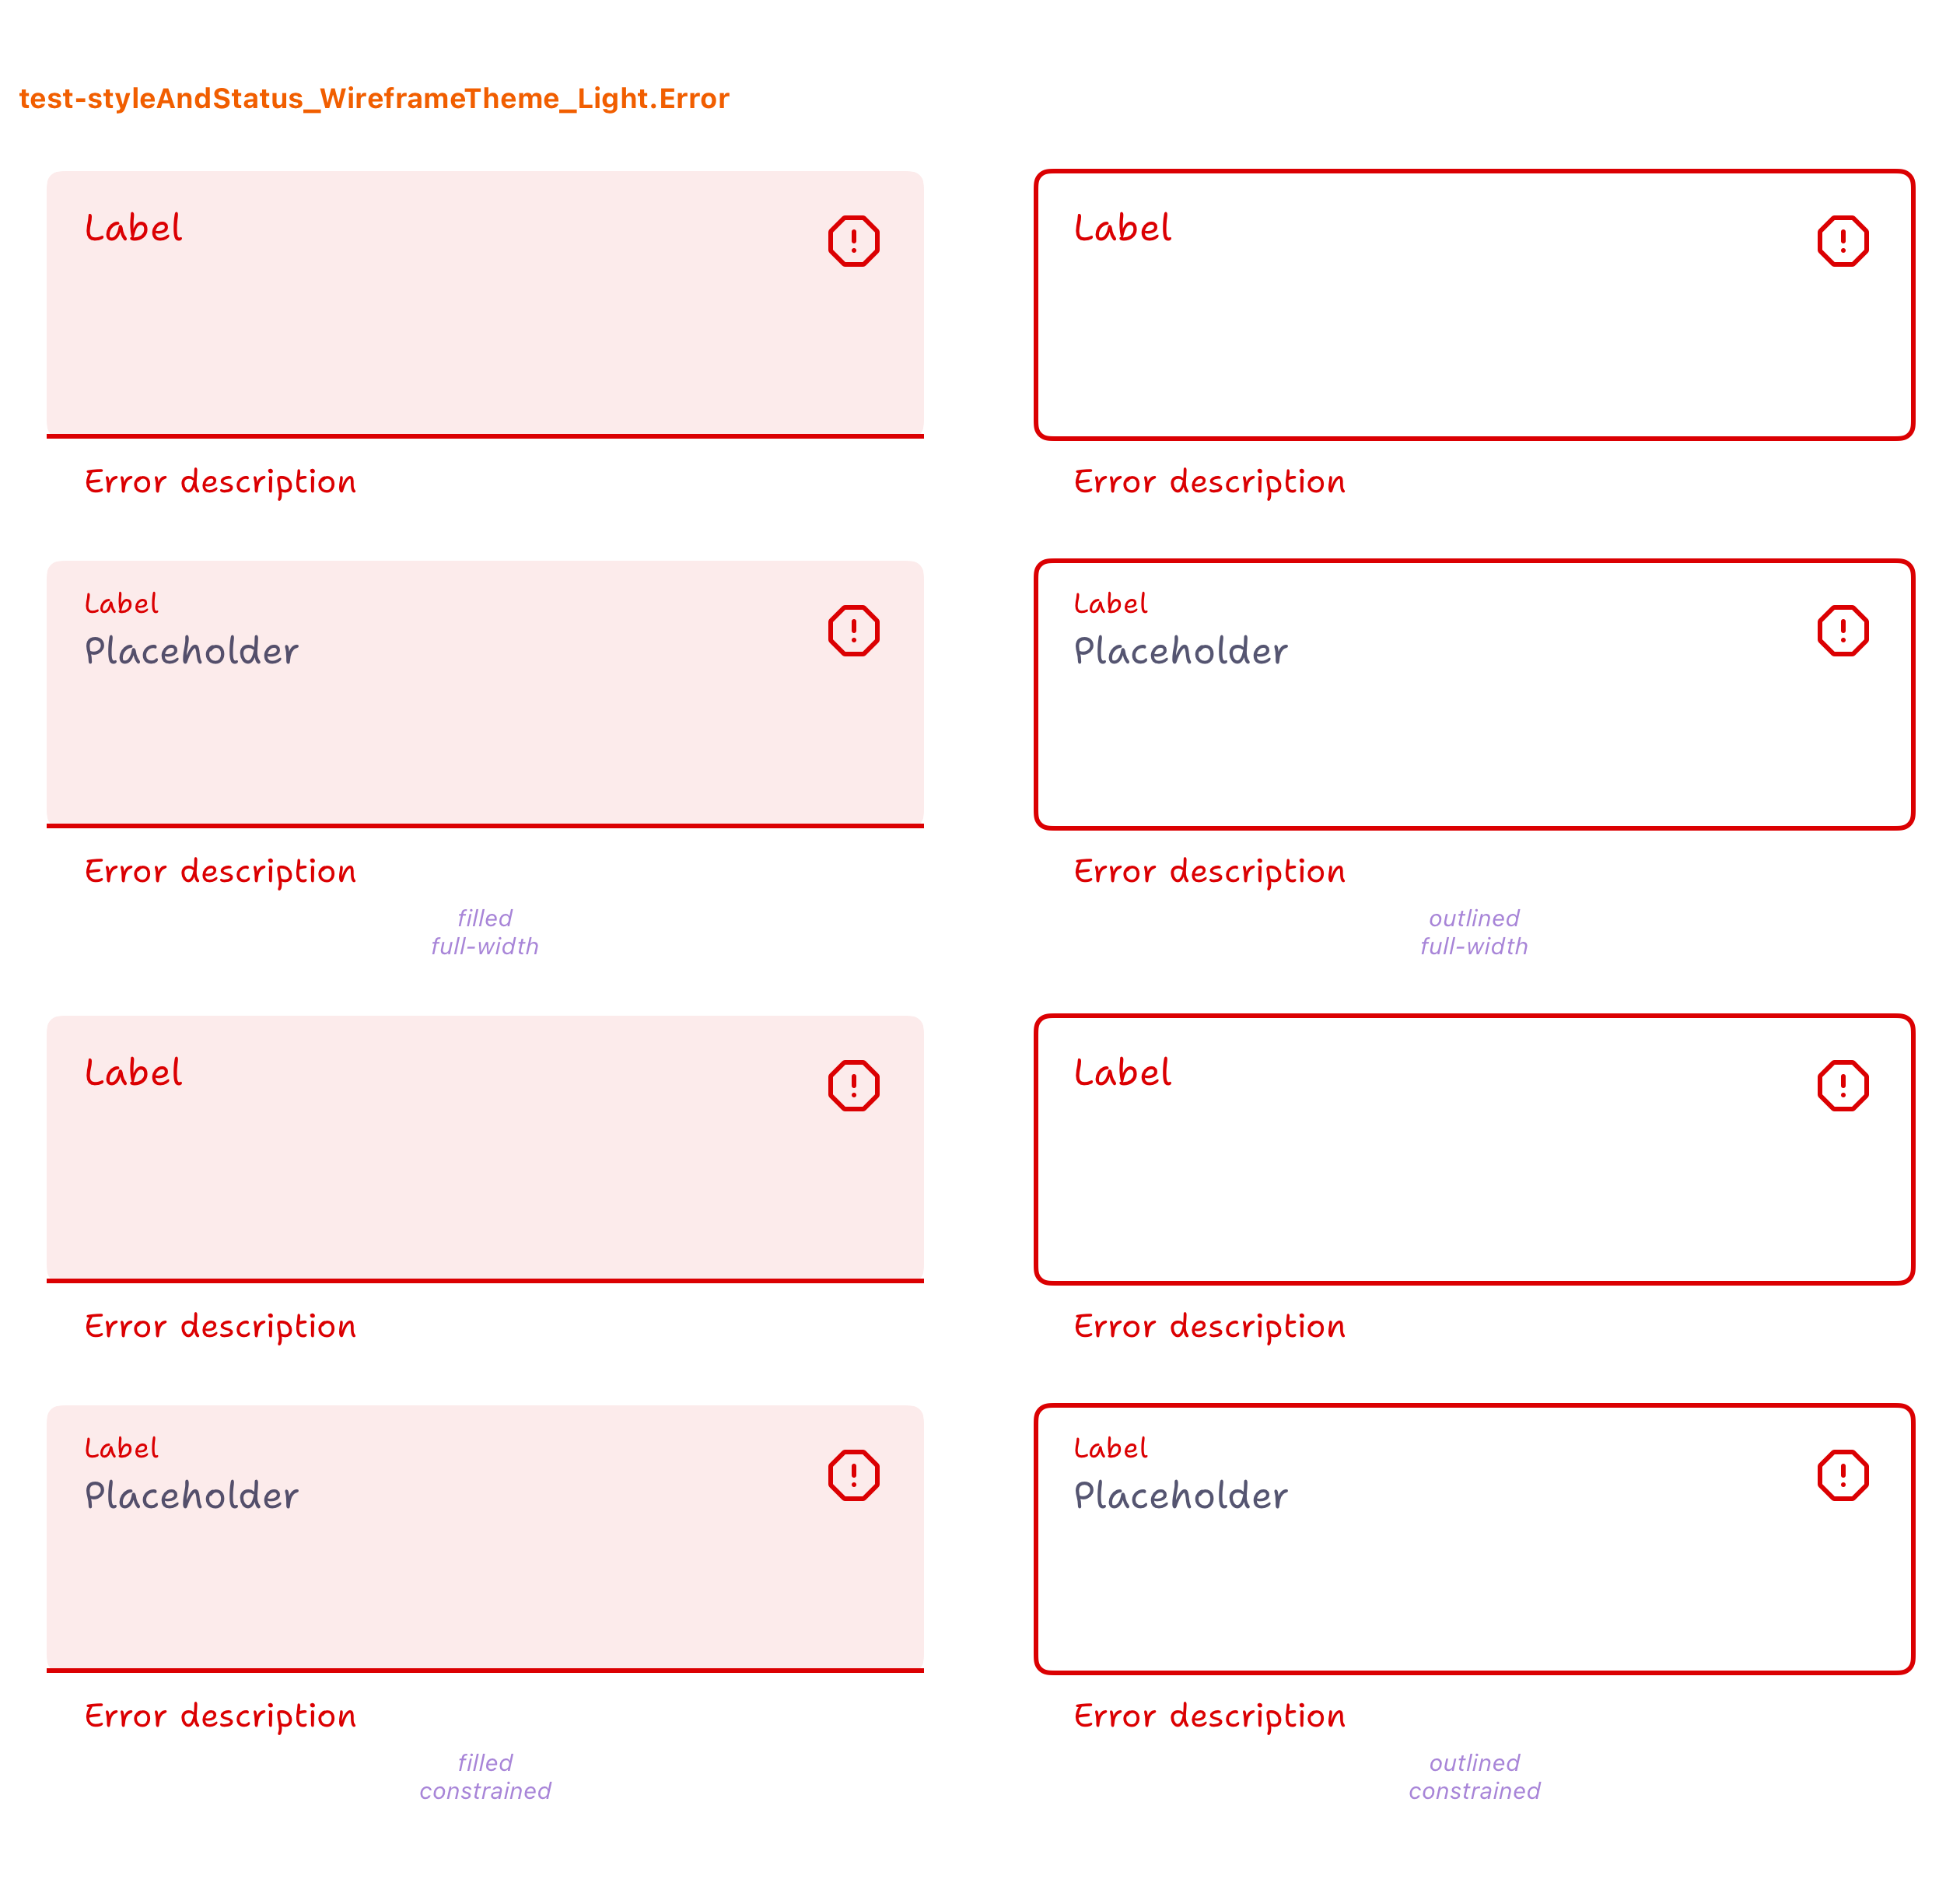 test-styleAndStatus_WireframeTheme_Light.Error
Label
Error description
Label
Placeholder
Error description
filled
full-width
Label
Error description
Label
Placeholder
Error description
outlined
full-width
Label
Error description
Label
Placeholder
Error description
filled
constrained
Label
Error description
Label
Placeholder
Error description
outlined
constrained